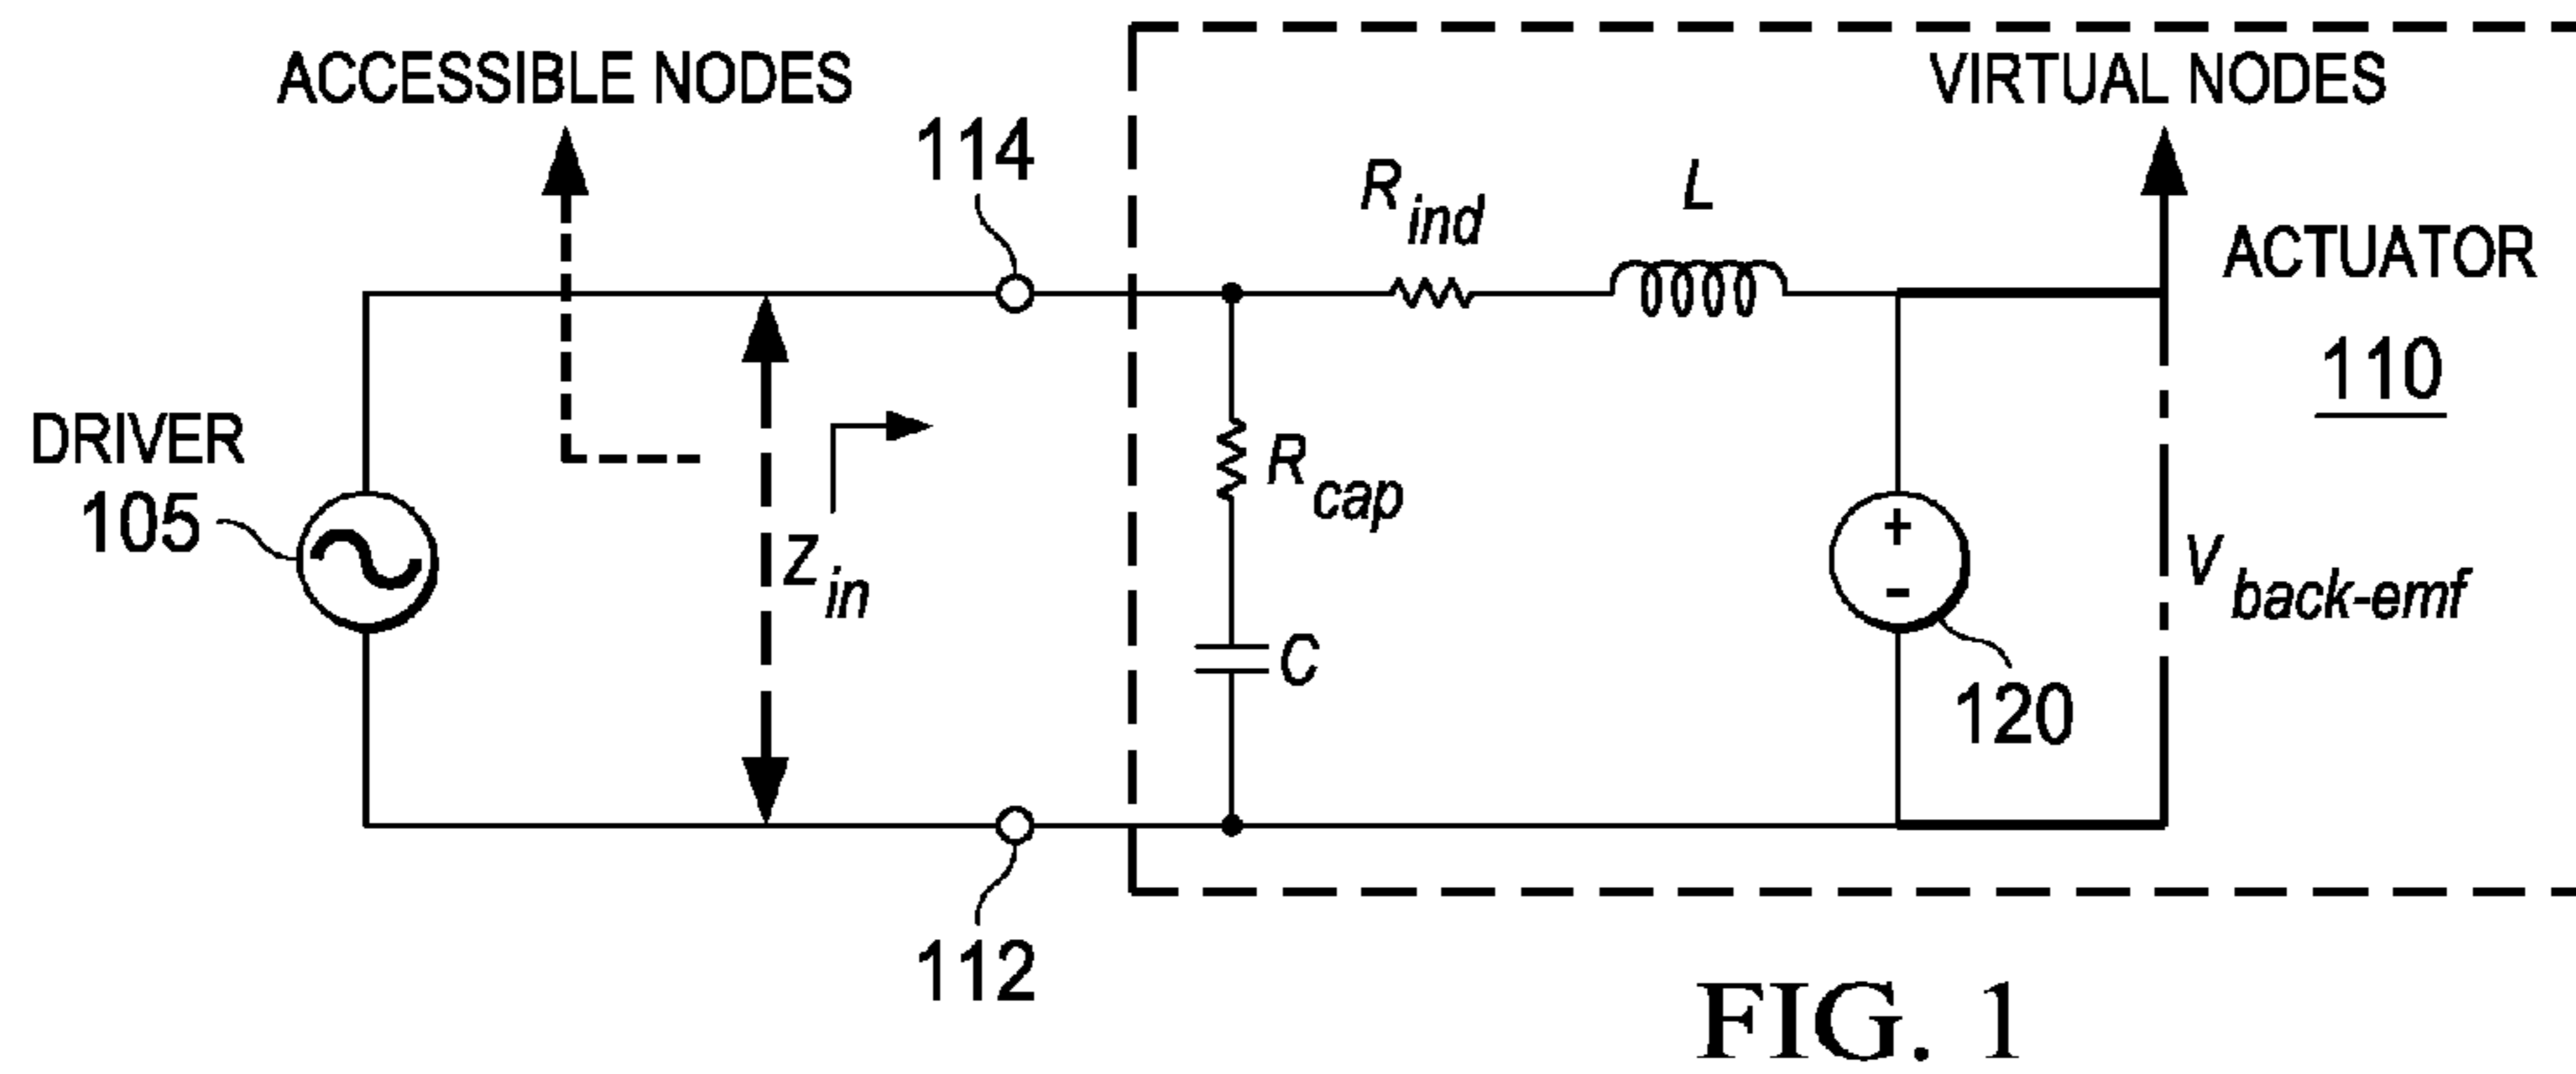 ACCESSIBLE NODES
VIRTUAL NODES
114
R ind
L
ACTUATOR
110
DRIVER
105
R cap
Z in
+
-
V back-emf
C
120
112
FIG. 1